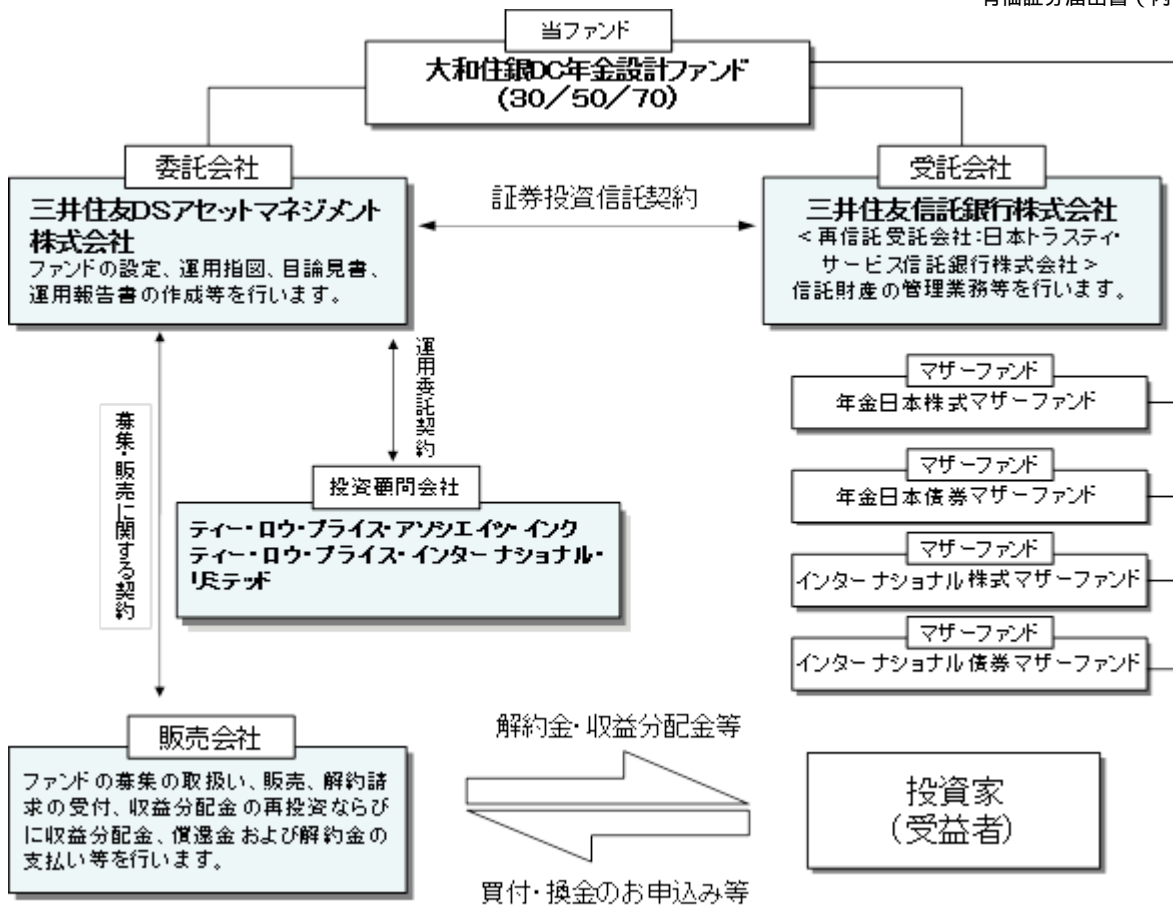 当ファンド
大和住銀DC年金設計ファンド
(30／50／70)
委託会社
三井住友DSアセットマネジメント
株式会社
ファンドの設定、運用指図、目論見書、
運用報告書の作成等を行います。
証券投資信託契約
受託会社
三井住友信託銀行株式会社
＜再信託受託会社:日本トラスティ・
サービス信託銀行株式会社＞
信託財産の管理業務等を行います。
運用委託契約
募集・販売に関する契約
投資顧問会社
ティー・ロウ・プライス・アソシエイツ・インク
ティー・ロウ・プライス・インターナショナル・
リミテッド
マザーファンド
年金日本株式マザーファンド
マザーファンド
年金日本債券マザーファンド
マザーファンド
インターナショナル株式マザーファンド
マザーファンド
インターナショナル債券マザーファンド
販売会社
ファンドの募集の取扱い、販売、解約請
求の受付、収益分配金の再投資ならび
に収益分配金、償還金および解約金の
支払い等を行います。
解約金・収益分配金等
買付・換金のお申込み等
投資家
(受益者)